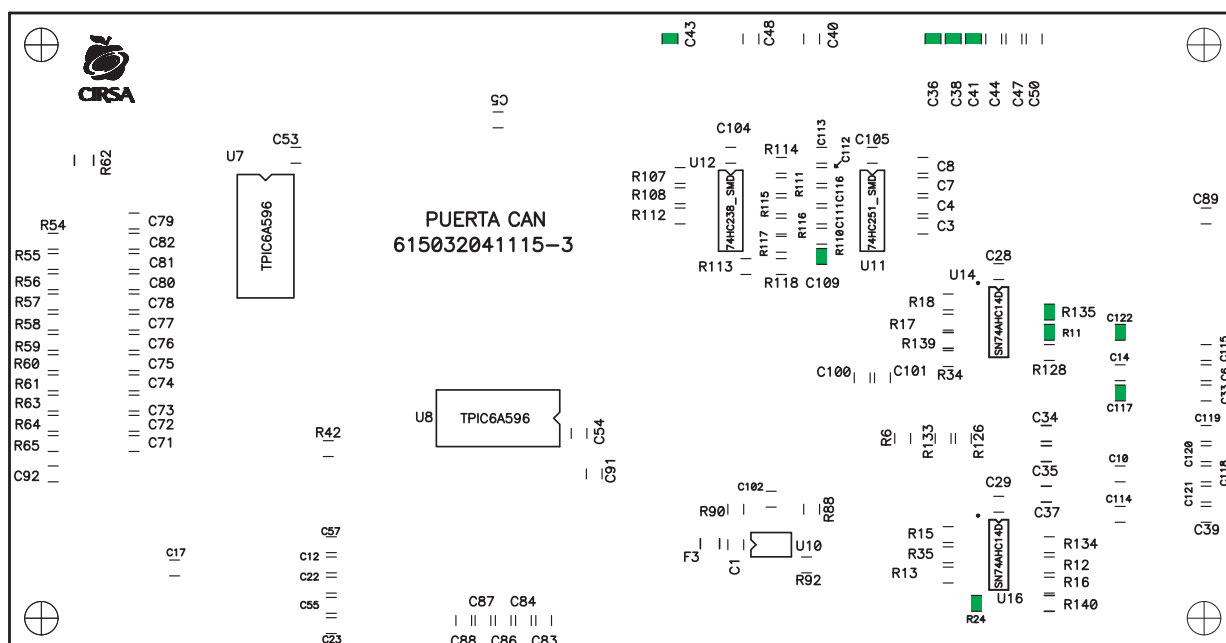 C43
C48
C40
C36
C38
C41
C44
C47
C50
CIRSA
C5
C53
U7
R62
TPIC6A596
C104
U12
74HC238_SMD
R114
C113
C112
C105
R107
R108
R112
R111
R115
C116
C111
R116
R110
R117
74HC251_SMD
C8
C7
C4
C3
C89
PUERTA CAN
615032041115-3
R113
R118
C109
U11
R54
R55
R56
R57
R58
R59
R60
R61
R63
R64
R65
C92
C79
C82
C81
C80
C78
C77
C76
C75
C74
C73
C72
C71
C28
U14
SN74AHC14D
R18
R17
R139
R34
R135
R11
R128
C122
C14
C117
C115
C6
C33
C119
C120
C118
C121
C39
C100
C101
U8
TPIC6A596
C54
C91
R42
R6
R133
R126
C34
C35
C37
C10
C114
C102
R90
R88
F3
C1
U10
R92
C29
SN74AHC14D
U16
R15
R35
R13
R24
R134
R12
R16
R140
C17
C57
C12
C22
C55
C23
C87
C84
C88
C86
C83